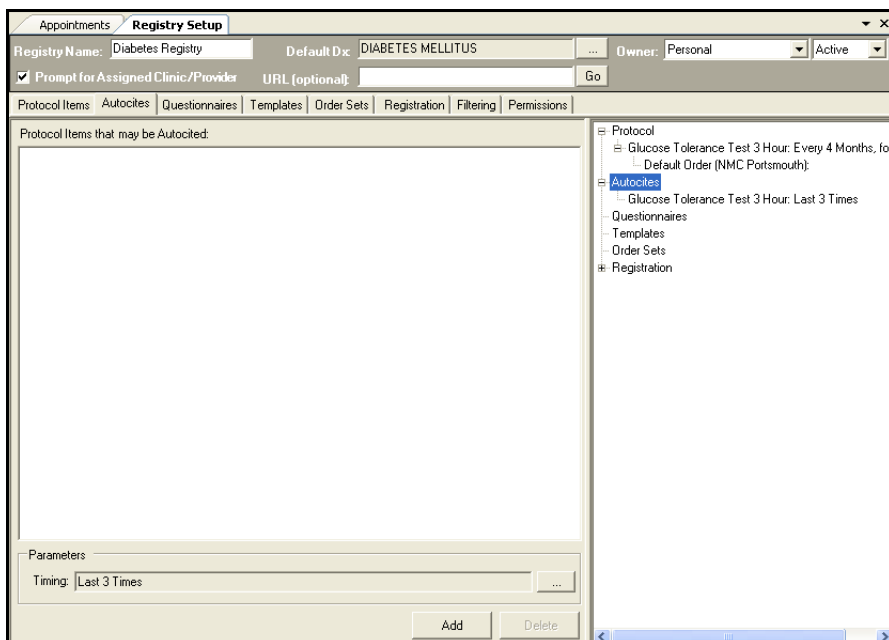 Appointments Registry Setup
Registry Name: Diabetes Registry Default Dx: DIABETES MELLITUS ... Owner: Personal Active
Prompt for Assigned Clinic/Provider URL (optional): Go
Protocol Items Autocites Questionnaires Templates Order Sets Registration Filtering Permissions
Protocol Items that may be Autocited:
Protocol
Glucose Tolerance Test 3 Hour: Every 4 Months, fo
Default Order (NMC Portsmouth):
Autocites
Glucose Tolerance Test 3 Hour: Last 3 Times
Questionnaires
Templates
Order Sets
Registration
Parameters
Timing: Last 3 Times ...
Add Delete